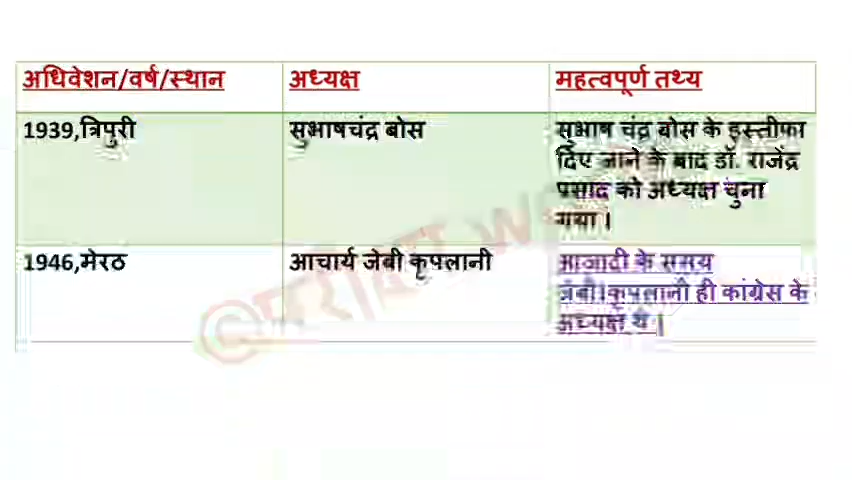 अधिवेशन/वर्ष/स्थान
अध्यक्ष
महत्वपूर्ण तथ्य
1939,त्रिपुरी
सुभाषचंद्र बोस
सुभाष चंद्र बोस के इस्तीफा
दिए जाने के बाद डॉ. राजेंद्र
प्रसाद को अध्यक्ष चुना
गया।
1946,मेरठ
आचार्य जेबी कृपलानी
आजादी के समय
जेबी।कृपलानी ही कांग्रेस के
अध्यक्ष थे |